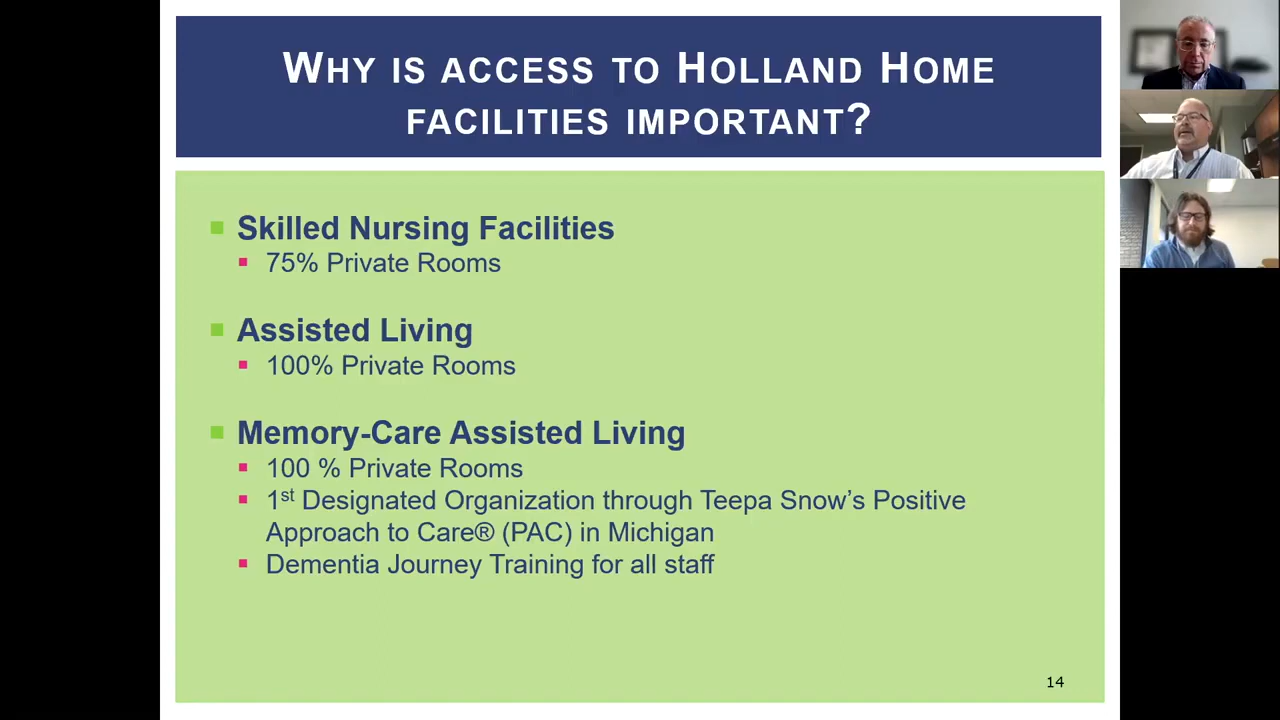 WHY IS ACCESS TO HOLLAND HOME
FACILITIES IMPORTANT?
Skilled Nursing Facilities
75% Private Rooms
Assisted Living
100% Private Rooms
Memory-Care Assisted Living
100 % Private Rooms
1st Designated Organization through Teepa Snow’s Positive
Approach to Care® (PAC) in Michigan
Dementia Journey Training for all staff
14